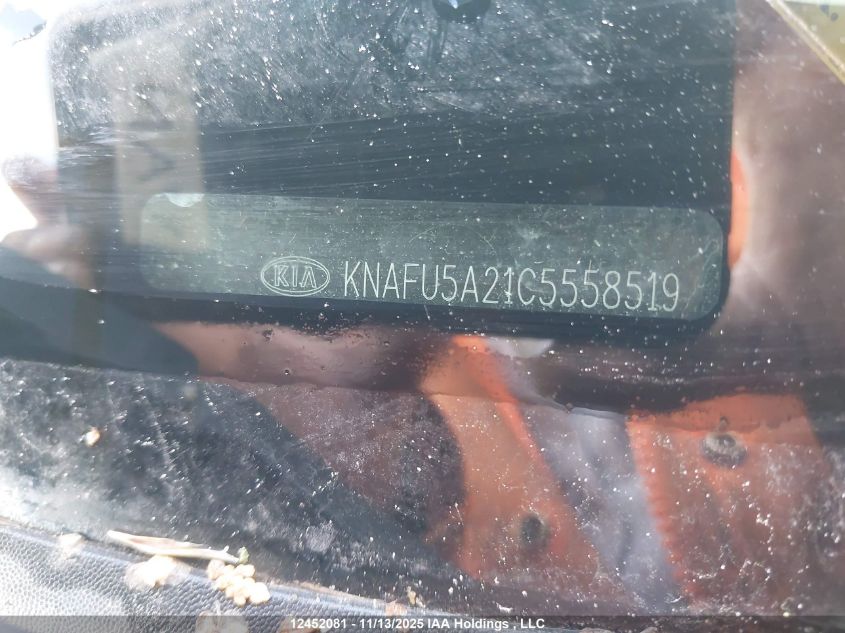 KIA KNAFU5A21C5558519
12452081 - 11/13/2025 IAA Holdings , LLC